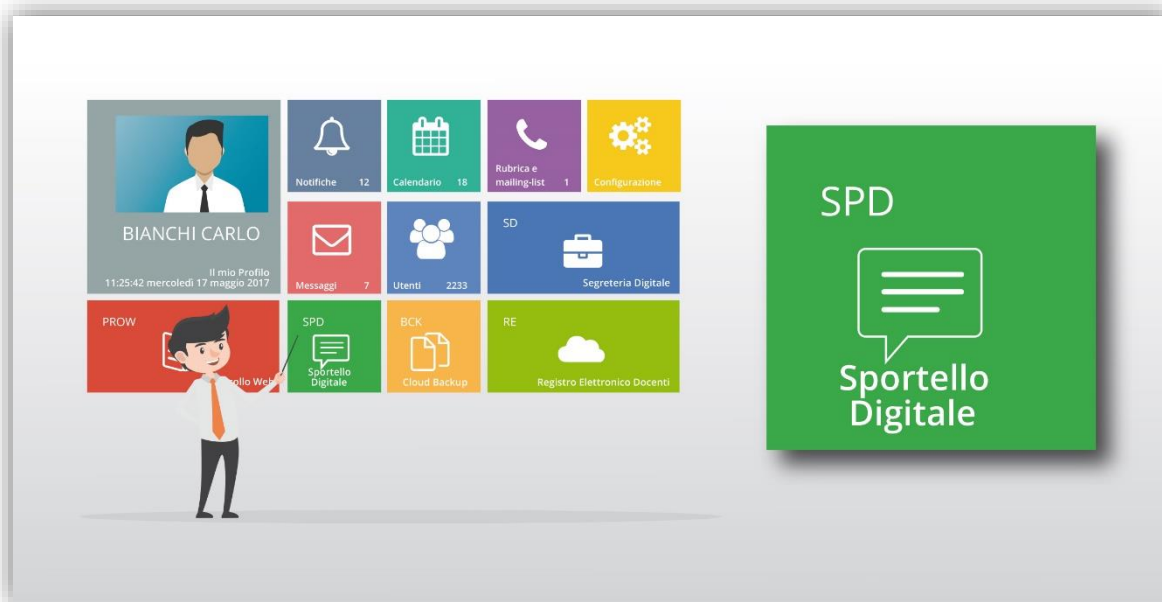 BIANCHI CARLO
Il mio Profilo
11:25:42 mercoledì 17 maggio 2017
Notifiche 12
Calendario 18
Rubrica e
mailing-list 1
Configurazione
Messaggi 7
Utenti 2233
SD
Segreteria Digitale
PROW
ollo Web
SPD
Sportello
Digitale
BCK
Cloud Backup
RE
Registro Elettronico Docenti
SPD
Sportello
Digitale